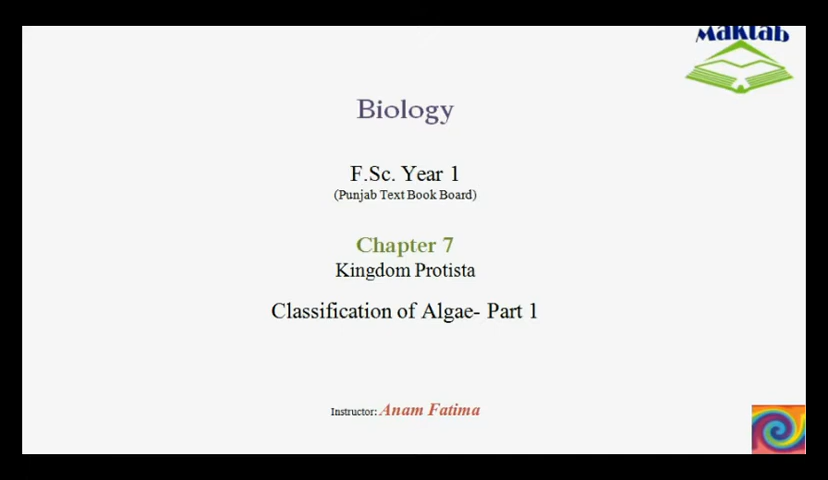 Maktab
Biology
F.Sc. Year 1
(Punjab Text Book Board)
Chapter 7
Kingdom Protista
Classification of Algae- Part 1
Instructor: Anam Fatima